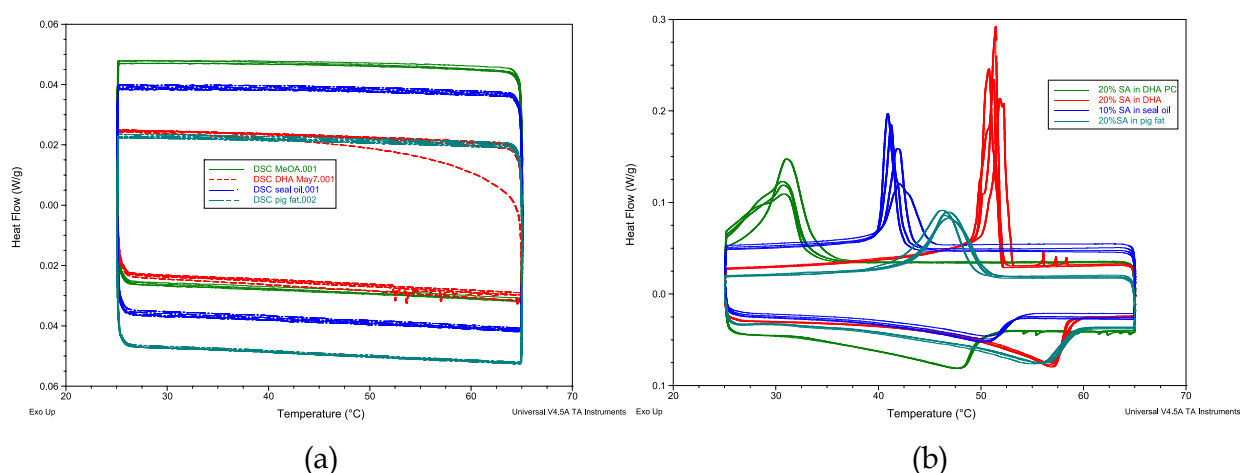 0.06
0.04
0.02
0.00
0.02
0.04
0.06
Heat Flow (W/g)
DSC MeOA.001
DSC DHA May7.001
DSC seal oil.001
DSC pig fat.002
20 30 40 50 60 70
Exo Up Temperature (°C) Universal V4.5A TA Instruments
(a)
0.3
0.2
0.1
0.0
0.1
Heat Flow (W/g)
20% SA in DHA PC
20% SA in DHA
10% SA in seal oil
20%SA in pig fat
20 30 40 50 60 70
Exo Up Temperature (°C) Universal V4.5A TA Instruments
(b)